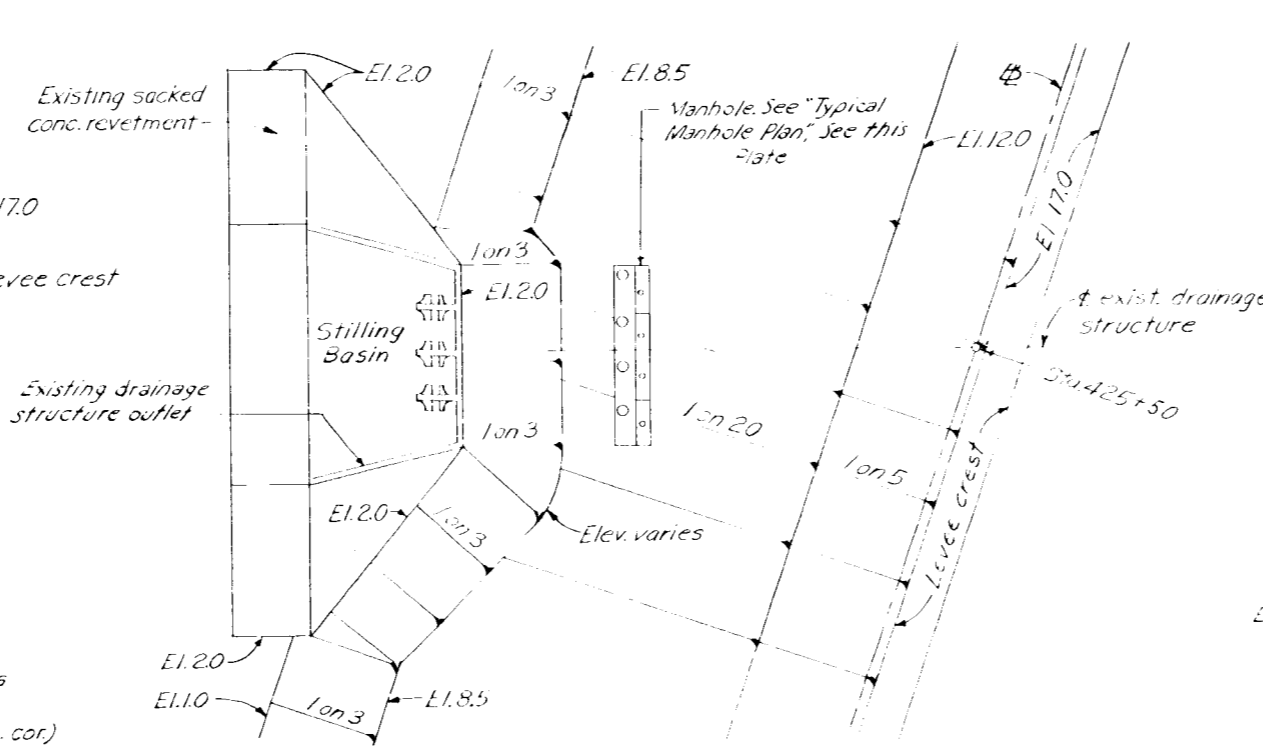 El. 2.0
Existing sacked
conc. revetment
1 on 3
El. 8.5
Manhole. See "Typical
Manhole Plan", See this
Plate
El. 12.0
El. 17.0
17.0
1 on 3
El. 2.0
evee crest
Stilling
Basin
℄ exist. drainage
structure
Sta. 425+50
Existing drainage
structure outlet
1 on 3
1 on 20
1 on 5
Levee crest
El. 2.0
1 on 3
Elev. varies
El. 2.0
El. 1.0
1 on 3
El. 8.5
. cor.)